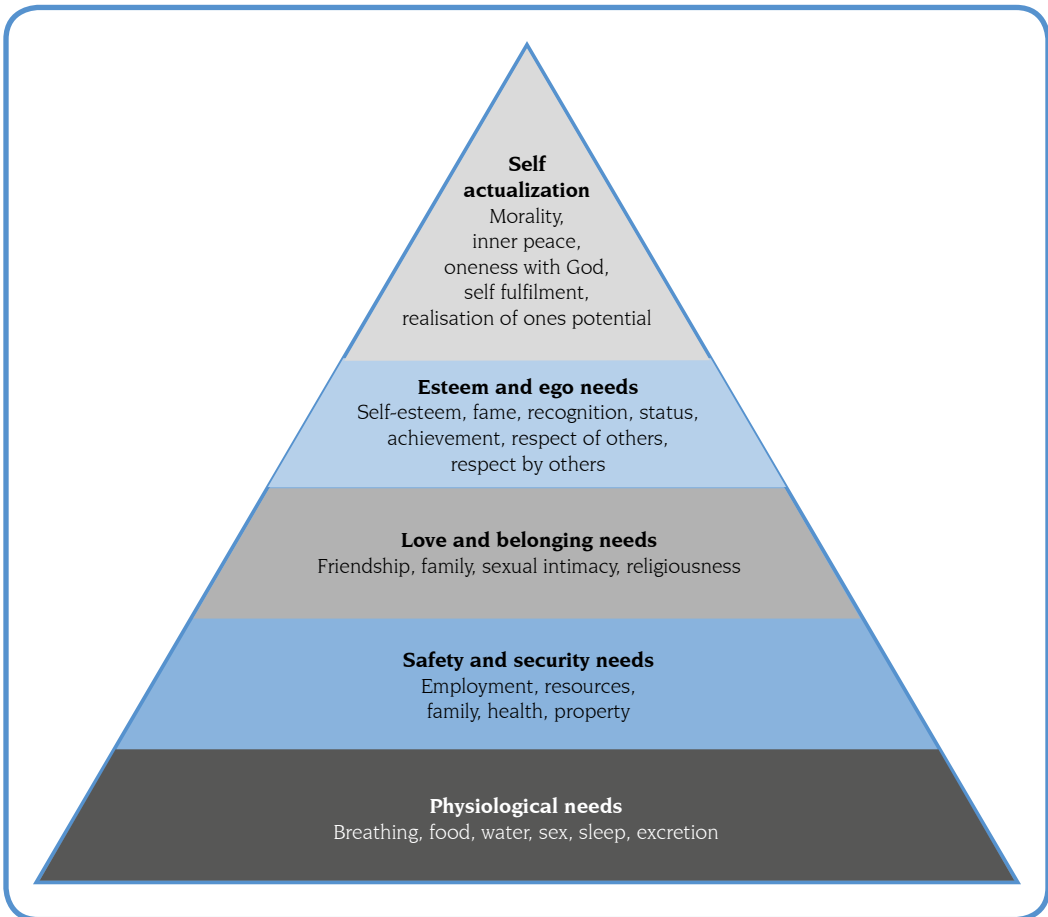 Self
actualization
Morality,
inner peace,
oneness with God,
self fulfilment,
realisation of ones potential
Esteem and ego needs
Self-esteem, fame, recognition, status,
achievement, respect of others,
respect by others
Love and belonging needs
Friendship, family, sexual intimacy, religiousness
Safety and security needs
Employment, resources,
family, health, property
Physiological needs
Breathing, food, water, sex, sleep, excretion